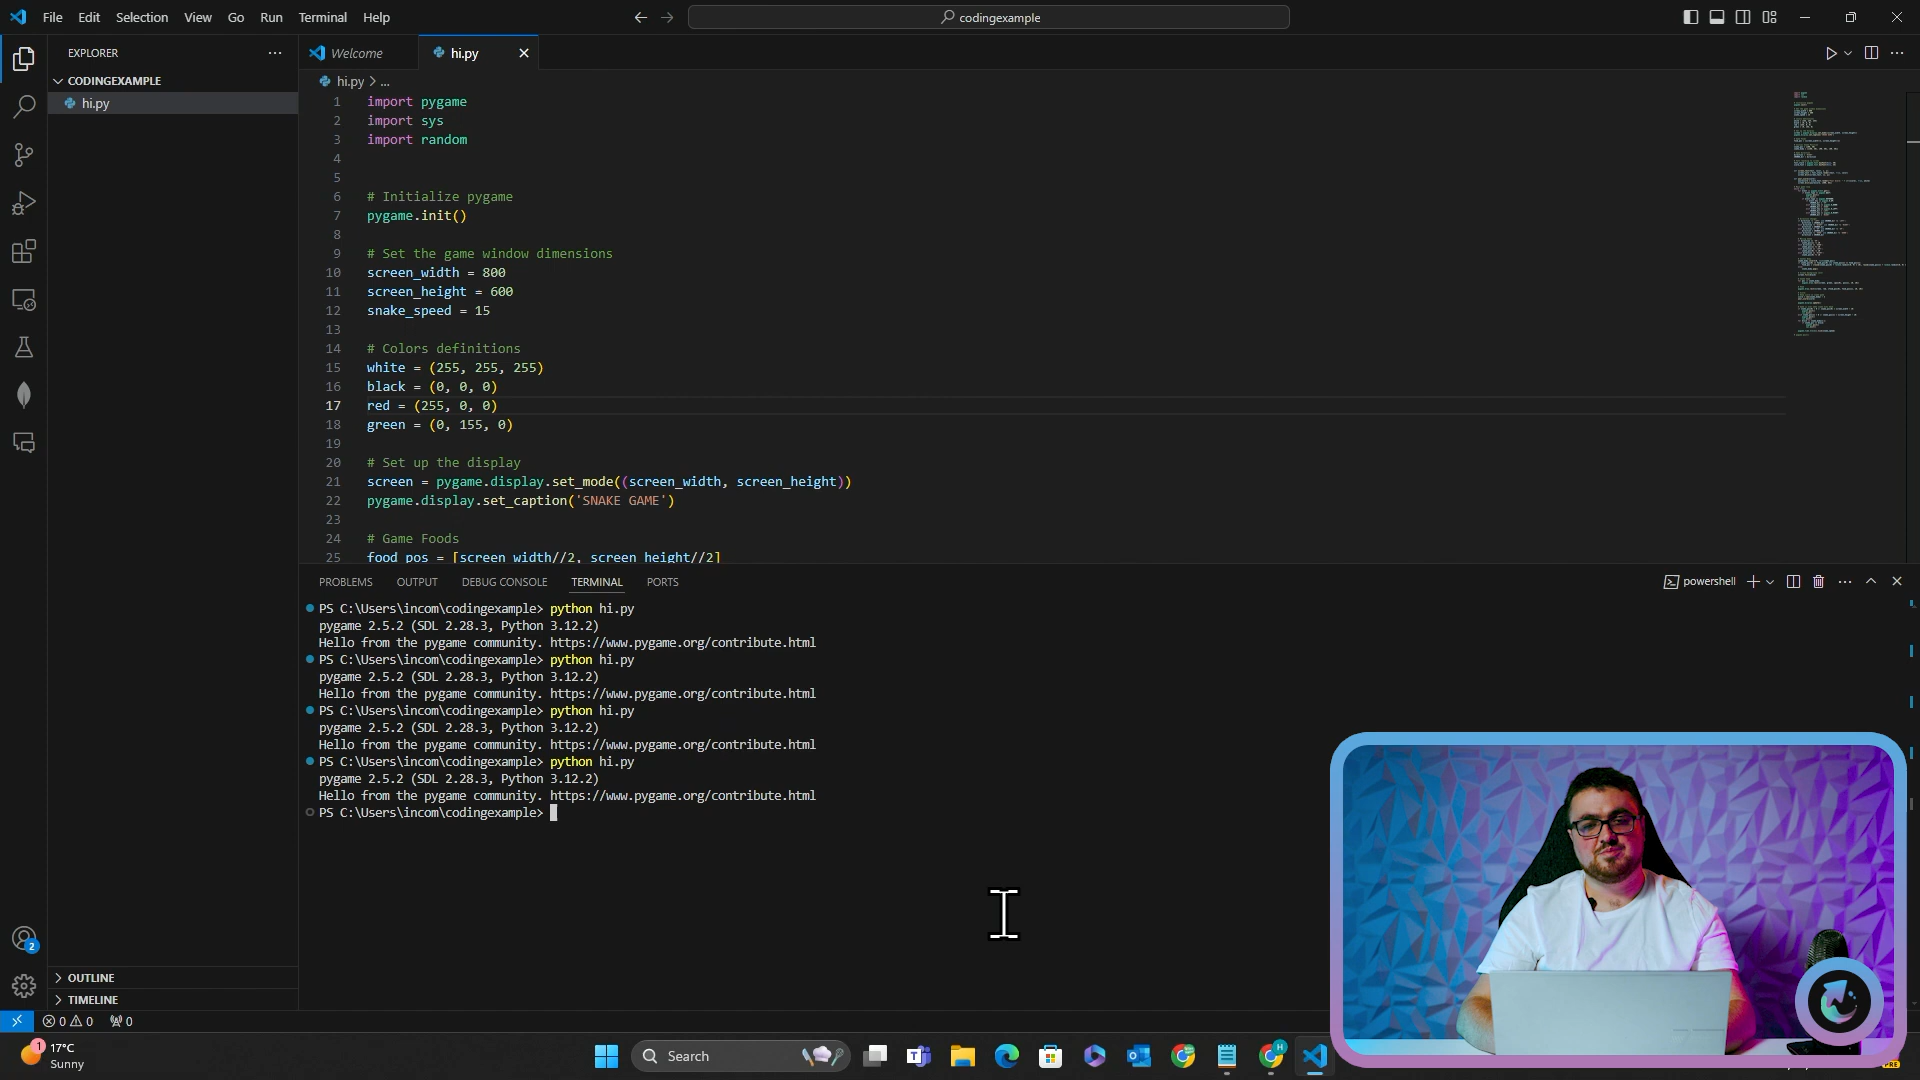 File Edit Selection View Go Run Terminal Help
codingexample
EXPLORER
CODINGEXAMPLE
hi.py
OUTLINE
TIMELINE
Welcome
hi.py
hi.py > ...
1 import pygame
2 import sys
3 import random
4
5
6 # Initialize pygame
7 pygame.init()
8
9 # Set the game window dimensions
10 screen_width = 800
11 screen_height = 600
12 snake_speed = 15
13
14 # Colors definitions
15 white = (255, 255, 255)
16 black = (0, 0, 0)
17 red = (255, 0, 0)
18 green = (0, 155, 0)
19
20 # Set up the display
21 screen = pygame.display.set_mode((screen_width, screen_height))
22 pygame.display.set_caption('SNAKE GAME')
23
24 # Game Foods
25 food_pos = [screen_width//2, screen_height//2]
PROBLEMS OUTPUT DEBUG CONSOLE TERMINAL PORTS
powershell
PS C:\Users\incom\codingexample> python hi.py
pygame 2.5.2 (SDL 2.28.3, Python 3.12.2)
Hello from the pygame community. https://www.pygame.org/contribute.html
PS C:\Users\incom\codingexample> python hi.py
pygame 2.5.2 (SDL 2.28.3, Python 3.12.2)
Hello from the pygame community. https://www.pygame.org/contribute.html
PS C:\Users\incom\codingexample> python hi.py
pygame 2.5.2 (SDL 2.28.3, Python 3.12.2)
Hello from the pygame community. https://www.pygame.org/contribute.html
PS C:\Users\incom\codingexample> python hi.py
pygame 2.5.2 (SDL 2.28.3, Python 3.12.2)
Hello from the pygame community. https://www.pygame.org/contribute.html
PS C:\Users\incom\codingexample>
2
0 0 0
1
17°C
Sunny
Search
H
PRE